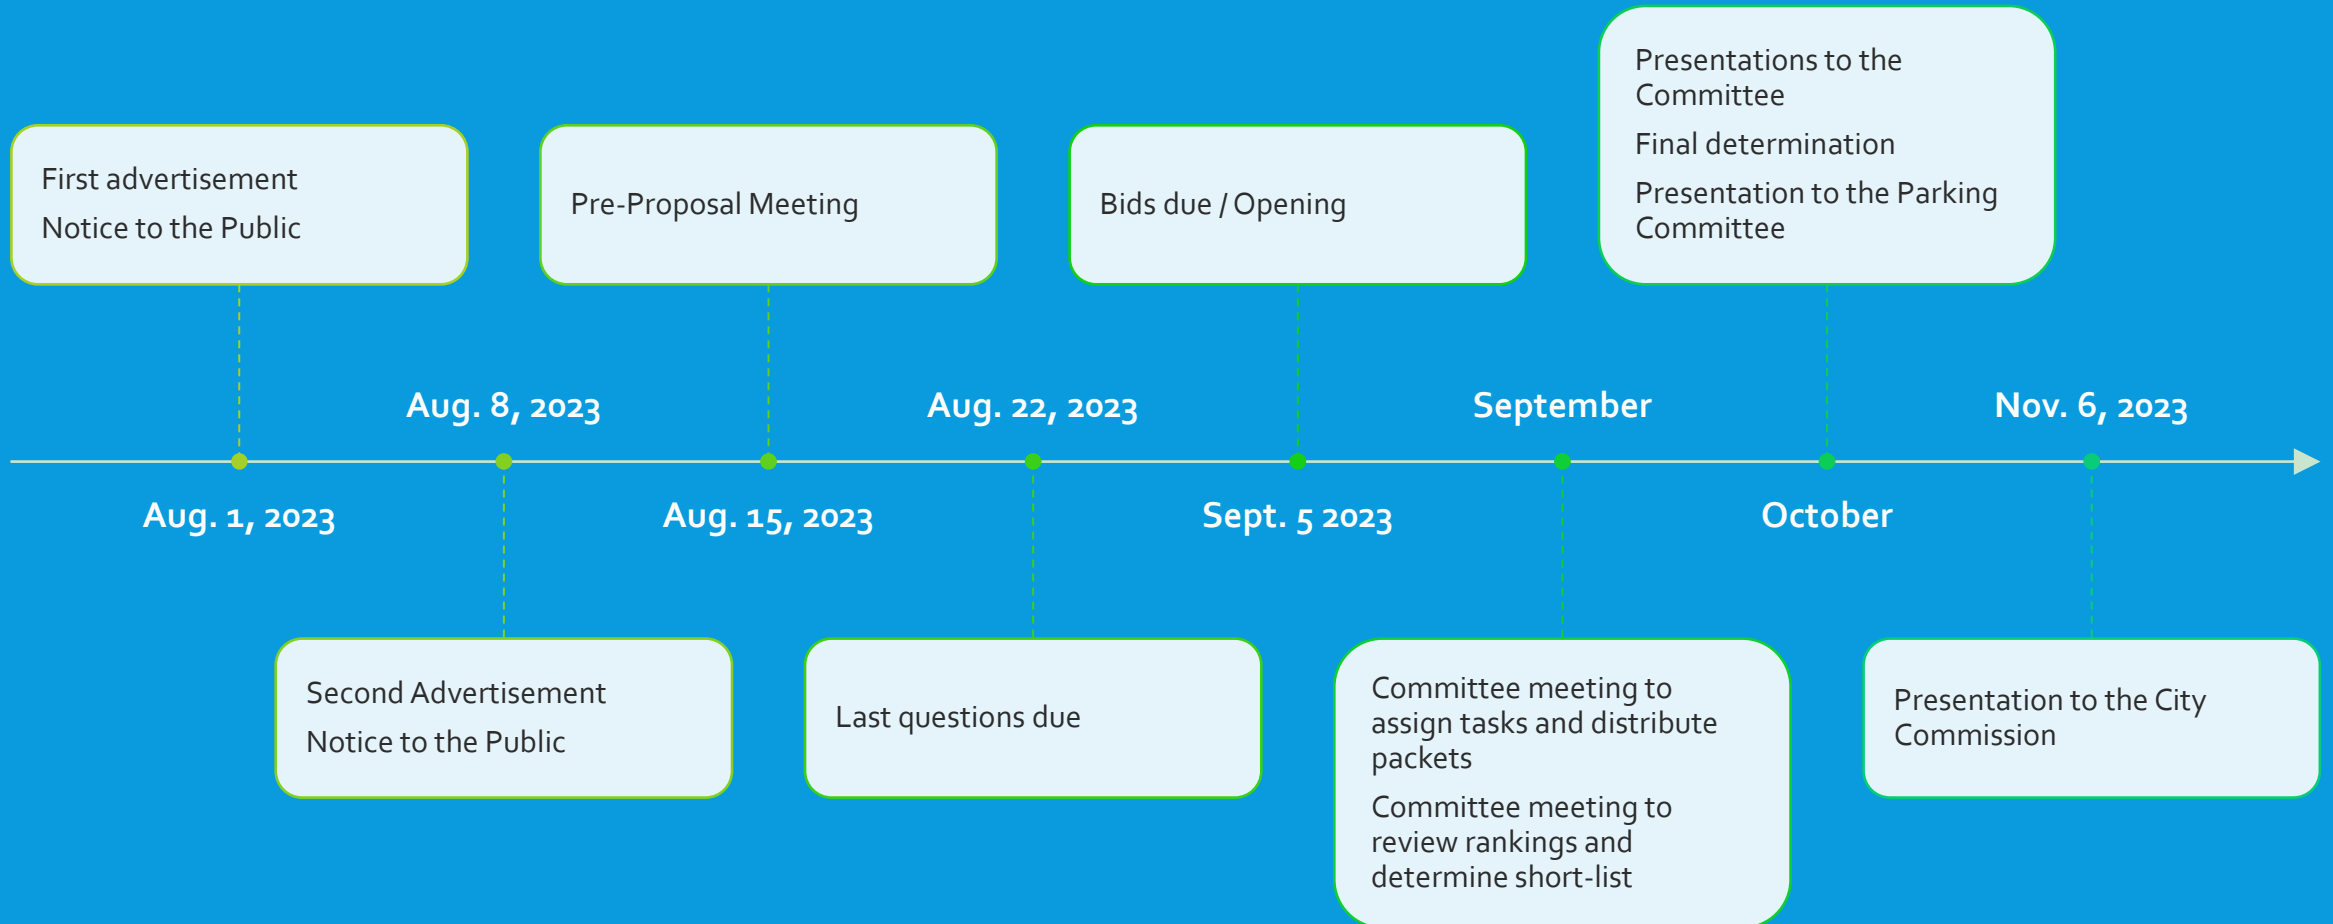 Presentations to the
Committee
Final determination
Presentation to the Parking
Committee
First advertisement
Notice to the Public
Pre-Proposal Meeting
Bids due / Opening
Aug. 8, 2023
Aug. 22, 2023
September
Nov. 6, 2023
Aug. 1, 2023
Aug. 15, 2023
Sept. 5 2023
October
Second Advertisement
Notice to the Public
Last questions due
Committee meeting to
assign tasks and distribute
packets
Committee meeting to
review rankings and
determine short-list
Presentation to the City
Commission